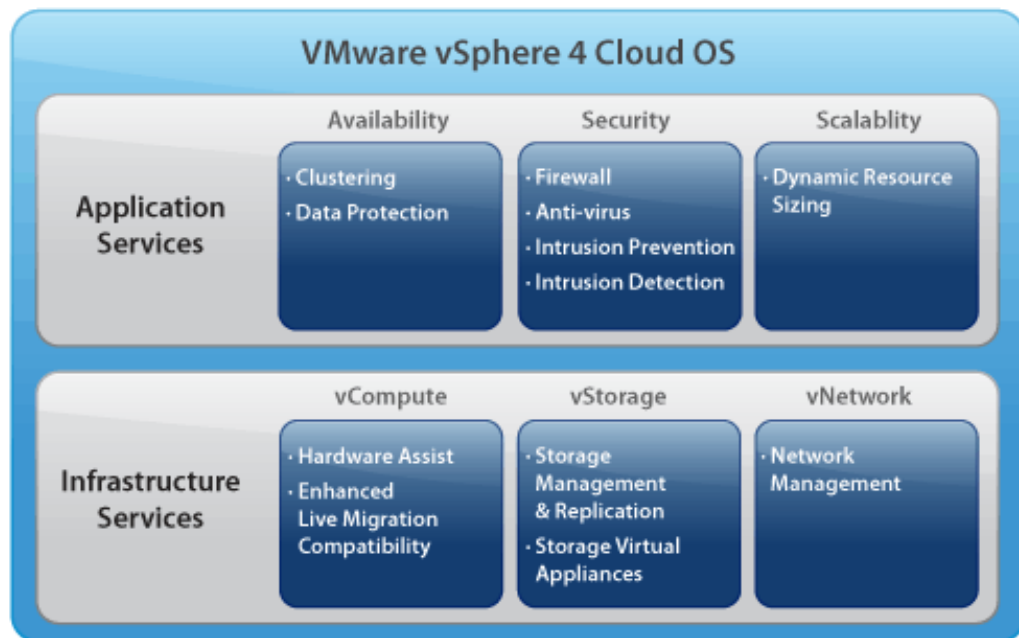 VMware vSphere 4 Cloud OS
Application
Services
Availability
· Clustering
· Data Protection
Security
· Firewall
· Anti-virus
· Intrusion Prevention
· Intrusion Detection
Scalablity
· Dynamic Resource
Sizing
Infrastructure
Services
vCompute
· Hardware Assist
· Enhanced
Live Migration
Compatibility
vStorage
· Storage
Management
& Replication
· Storage Virtual
Appliances
vNetwork
· Network
Management